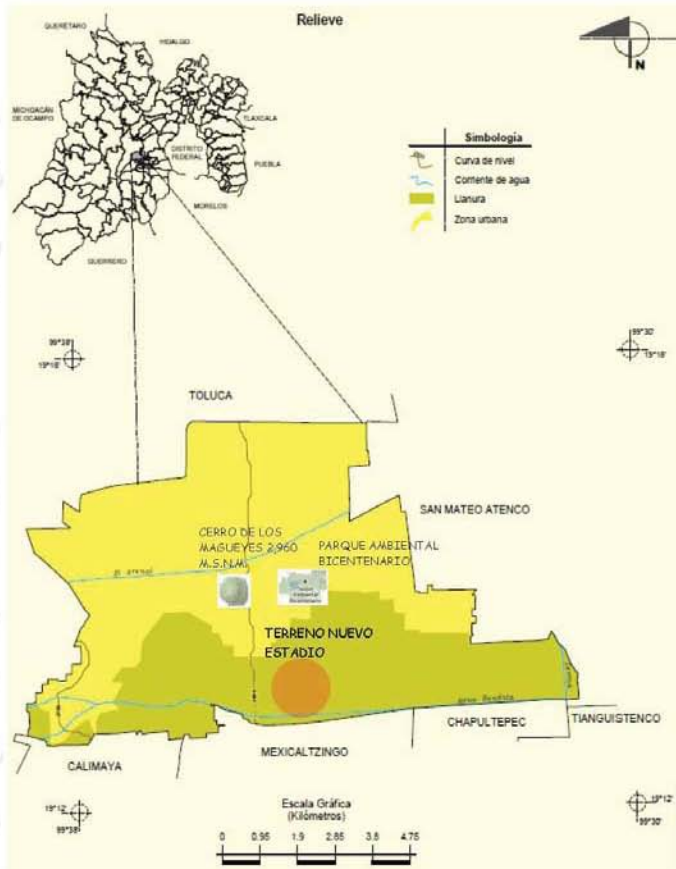 Relieve
QUERÉTARO
HIDALGO
MICHOACÁN
DE OCAMPO
TLAXCALA
DISTRITO
FEDERAL
PUEBLA
MORELOS
GUERRERO
N
Simbología
Curva de nivel
Corriente de agua
Llanura
Zona urbana
99°38'
19°18'
99°30'
19°18'
TOLUCA
SAN MATEO ATENCO
CERRO DE LOS
MAGUEYES 2,960
M.S.N.M.
PARQUE AMBIENTAL
BICENTENARIO
Ambiental
Bicentenario
TERRENO NUEVO
ESTADIO
CHAPULTEPEC
TIANGUISTENCO
MEXICALTZINGO
CALIMAYA
19°12'
99°38'
19°12'
99°30'
Escala Gráfica
(Kilómetros)
0 0.95 1.9 2.85 3.8 4.75